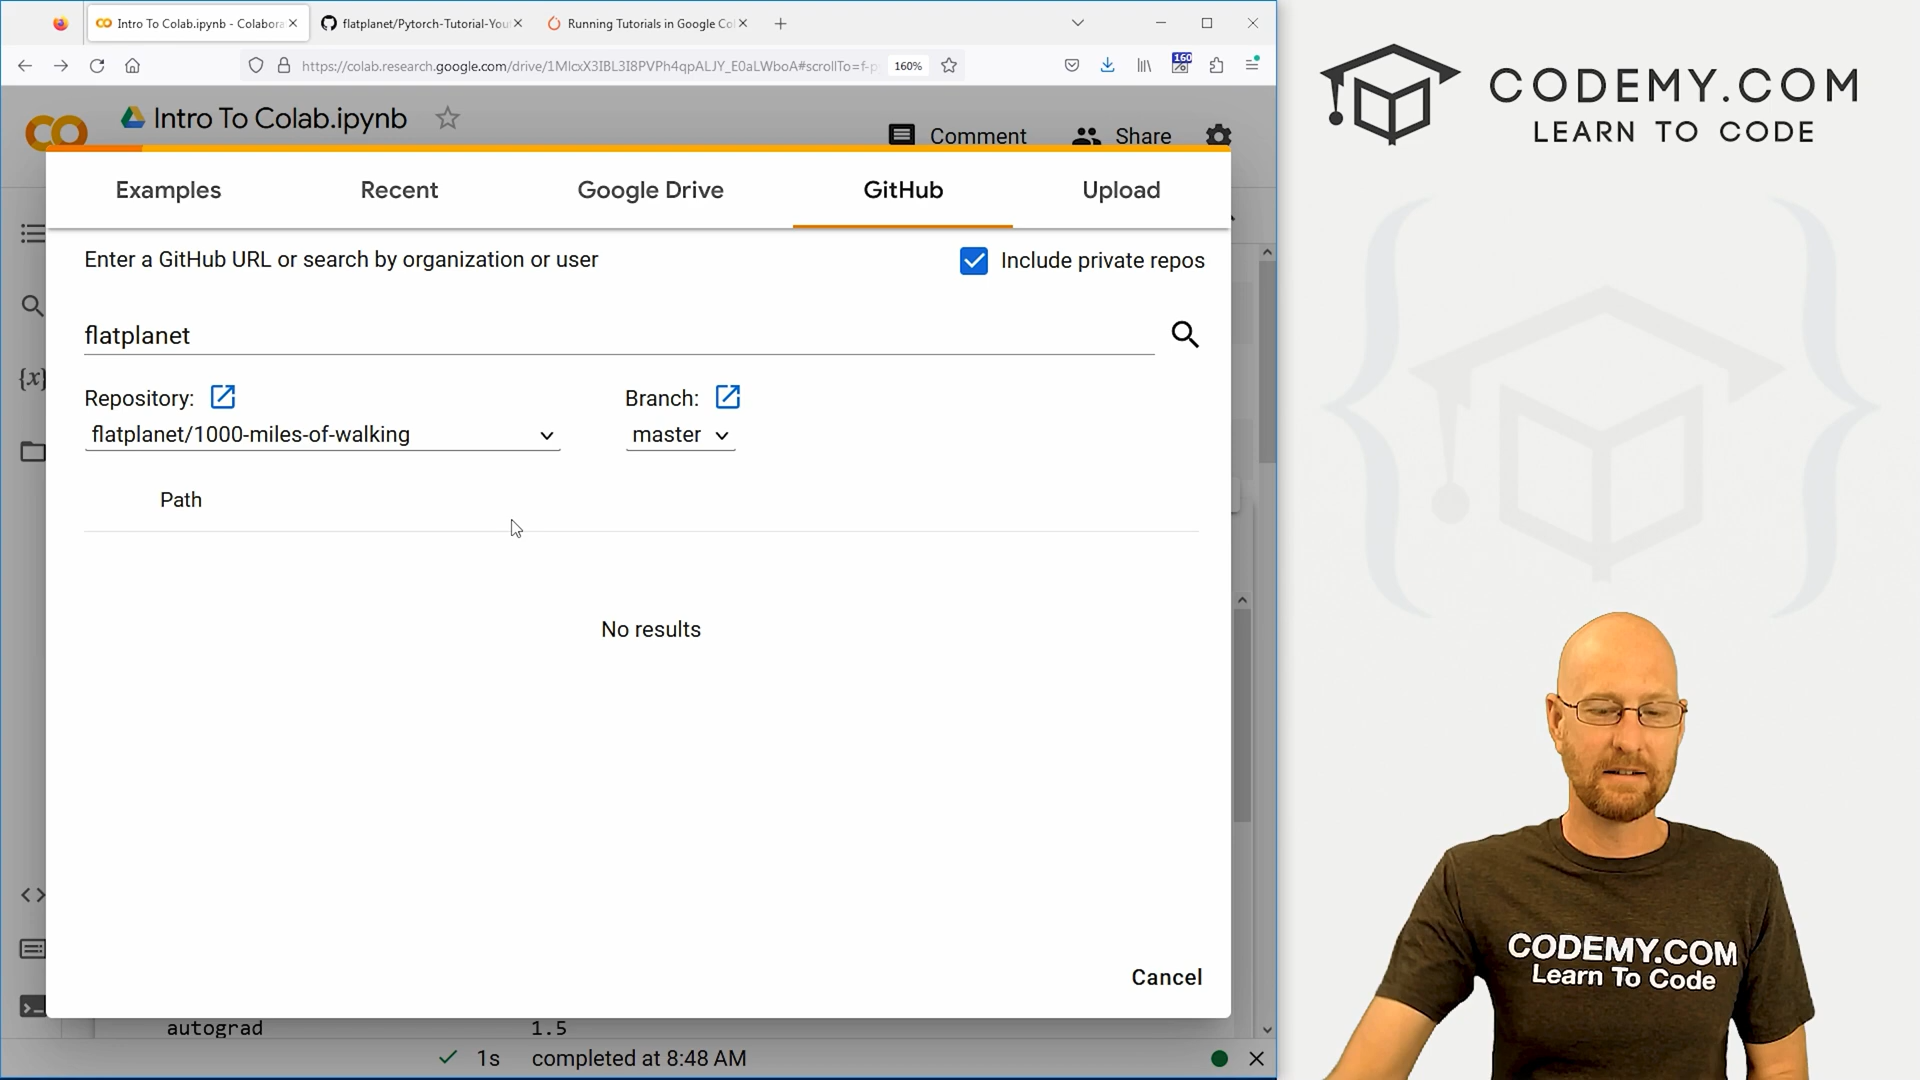 Intro To Colab.ipynb - Colabora
flatplanet/Pytorch-Tutorial-You
Running Tutorials in Google Co
https://colab.research.google.com/drive/1MlcxX3IBL3I8PVPh4qpALJY_E0aLWboA#scrollTo=f-p
160%
160
Intro To Colab.ipynb
Comment
Share
Examples
Recent
Google Drive
GitHub
Upload
Enter a GitHub URL or search by organization or user
Include private repos
flatplanet
Repository:
Branch:
flatplanet/1000-miles-of-walking
master
Path
No results
Cancel
autograd 1.5
1s completed at 8:48 AM
CODEMY.COM
LEARN TO CODE
CODEMY.COM
Learn To Code